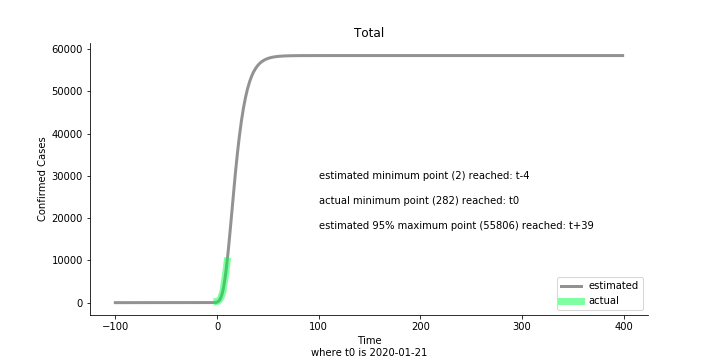 Total
60000
50000
40000
30000
20000
10000
0
Confirmed Cases
estimated minimum point (2) reached: t-4
actual minimum point (282) reached: t0
estimated 95% maximum point (55806) reached: t+39
estimated
actual
−100
0
100
200
300
400
Time
where t0 is 2020-01-21